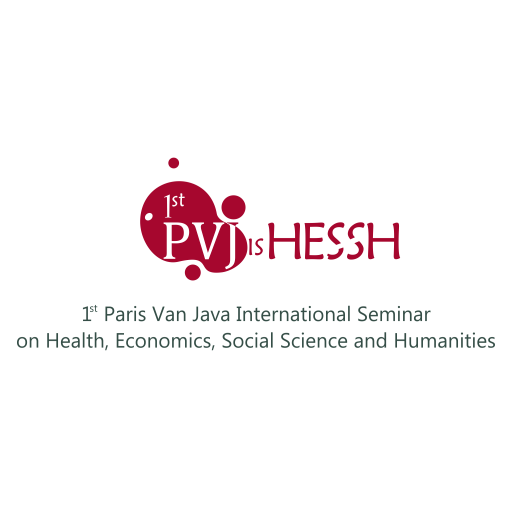 1st
PVJ IS HESSH
1st Paris Van Java International Seminar
on Health, Economics, Social Science and Humanities